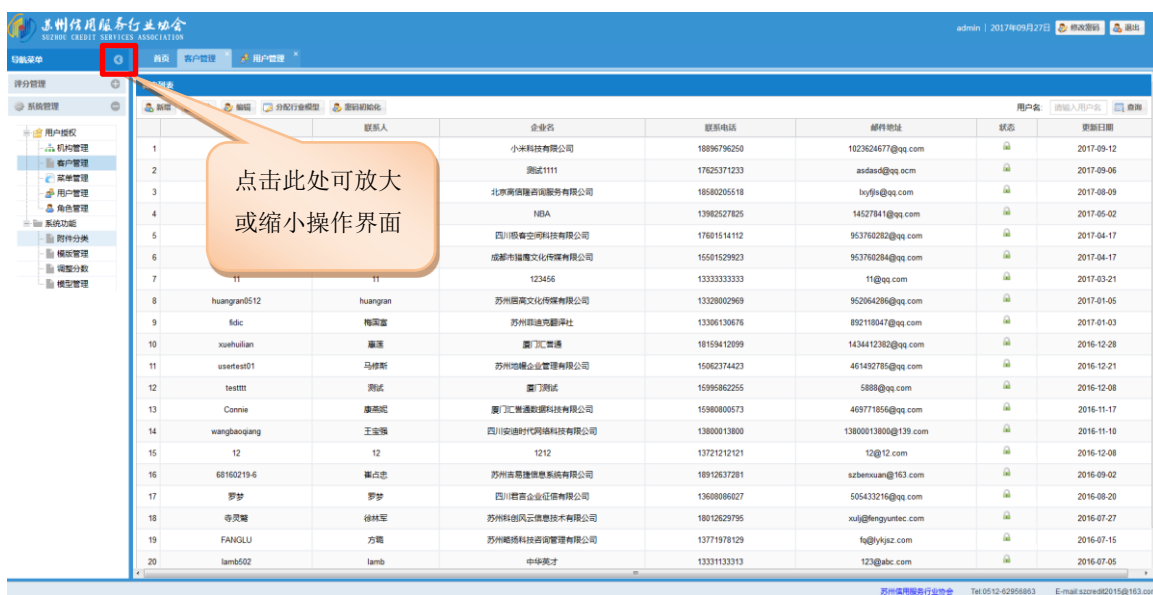 苏州信用服务行业协会
SUZHOU CREDIT SERVICES ASSOCIATION
admin | 2017年09月27日 修改密码 退出
导航菜单
首页 客户管理 用户管理
评分管理
系统管理
用户授权
机构管理
客户管理
菜单管理
用户管理
角色管理
系统功能
附件分类
模版管理
调整分数
模型管理
新增 编辑 分配行业模型 密码初始化 用户名: 请输入用户名 查询
联系人 企业名 联系电话 邮件地址 状态 更新日期
点击此处可放大
或缩小操作界面
1 小米科技有限公司 18896796250 1023624677@qq.com 2017-09-12
2 测试1111 17625371233 asdasd@qq.ocm 2017-09-06
3 北京商信隆咨询服务有限公司 18580205518 lxyfjls@qq.com 2017-08-09
4 NBA 13982527825 14527841@qq.com 2017-05-02
5 四川极客空间科技有限公司 17601514112 953760282@qq.com 2017-04-17
6 成都市猫鹰文化传媒有限公司 15501529923 953760284@qq.com 2017-04-17
7 11 11 123456 13333333333 11@qq.com 2017-03-21
8 huangran0512 huangran 苏州居高文化传媒有限公司 13328002969 952064286@qq.com 2017-01-05
9 fidic 梅国富 苏州菲迪克翻译社 13306130676 892118047@qq.com 2017-01-03
10 xuehuilian 廉莲 厦门汇誉通 18159412099 1434412382@qq.com 2016-12-28
11 usertest01 马修斯 苏州地幔企业管理有限公司 15062374423 461492785@qq.com 2016-12-21
12 testttt 测试 厦门测试 15995862255 5888@qq.com 2016-12-08
13 Connie 康燕妮 厦门汇誉通数据科技有限公司 15980800573 469771856@qq.com 2016-11-17
14 wangbaoqiang 王宝强 四川安迪时代网络科技有限公司 13800013800 13800013800@139.com 2016-11-10
15 12 12 1212 13721212121 12@12.com 2016-12-08
16 68160219-6 崔占忠 苏州吉易捷信息系统有限公司 18912637281 szbenxuan@163.com 2016-09-02
17 罗梦 罗梦 四川君言企业征信有限公司 13608086027 505433216@qq.com 2016-08-20
18 寺灵鹫 徐林军 苏州科创风云信息技术有限公司 18012629795 xulj@fengyuntec.com 2016-07-27
19 FANGLU 方璐 苏州略扬科技咨询管理有限公司 13771978129 fq@lykjsz.com 2016-07-15
20 lamb502 lamb 中华英才 13331133313 123@abc.com 2016-07-05
苏州信用服务行业协会 Tel:0512-62956863 E-mail:szcredit2015@163.com